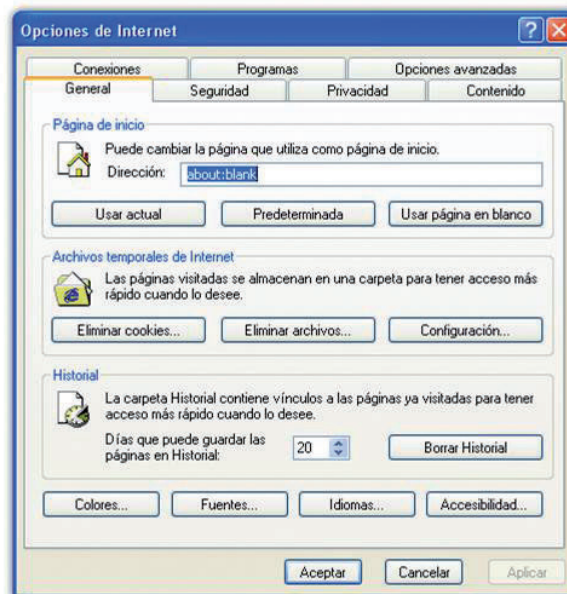 Opciones de Internet
Conexiones Programas Opciones avanzadas
General Seguridad Privacidad Contenido
Página de inicio
Puede cambiar la página que utiliza como página de inicio.
Dirección: about:blank
Usar actual Predeterminada Usar página en blanco
Archivos temporales de Internet
Las páginas visitadas se almacenan en una carpeta para tener acceso más
rápido cuando lo desee.
Eliminar cookies... Eliminar archivos... Configuración...
Historial
La carpeta Historial contiene vínculos a las páginas ya visitadas para tener
acceso más rápido cuando lo desee.
Días que puede guardar las
páginas en Historial: 20 Borrar Historial
Colores... Fuentes... Idiomas... Accesibilidad...
Aceptar Cancelar Aplicar